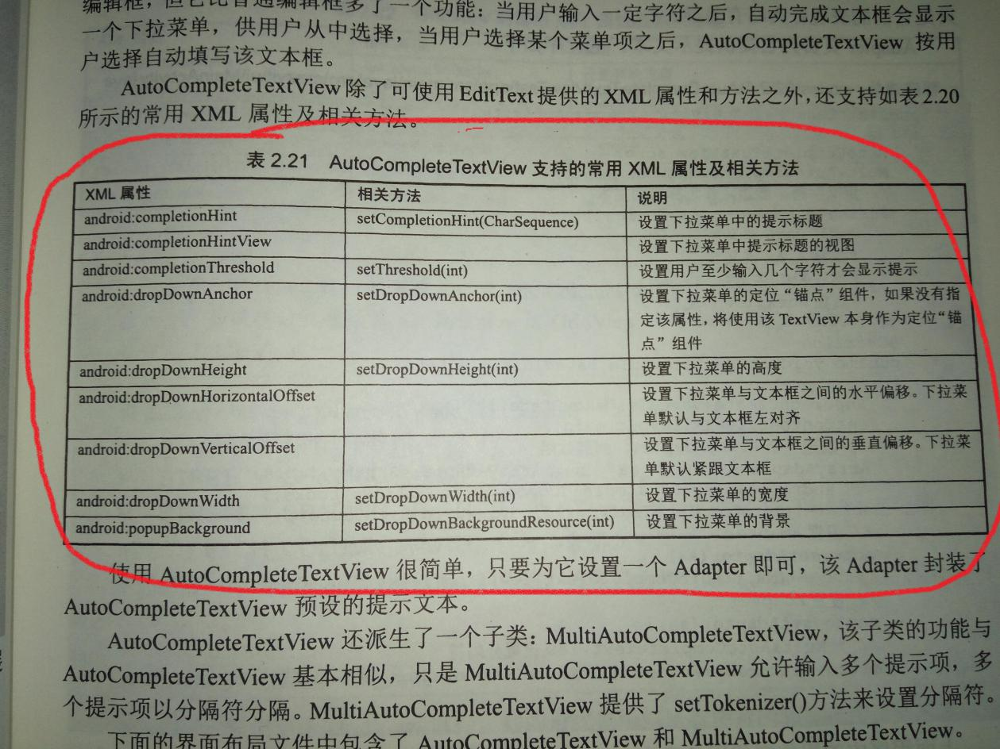 编辑框，但它比普通编辑框多了一个功能：当用户输入一定字符之后，自动完成文本框会显示
一个下拉菜单，供用户从中选择，当用户选择某个菜单项之后，AutoCompleteTextView 按用
户选择自动填写该文本框。
AutoCompleteTextView 除了可使用 EditText 提供的 XML 属性和方法之外，还支持如表 2.20
所示的常用 XML 属性及相关方法。
表 2.21 AutoCompleteTextView 支持的常用 XML 属性及相关方法
XML 属性 相关方法 说明
android:completionHint setCompletionHint(CharSequence) 设置下拉菜单中的提示标题
android:completionHintView 设置下拉菜单中提示标题的视图
android:completionThreshold setThreshold(int) 设置用户至少输入几个字符才会显示提示
android:dropDownAnchor setDropDownAnchor(int) 设置下拉菜单的定位“锚点”组件，如果没有指
定该属性，将使用该 TextView 本身作为定位“锚
点”组件
android:dropDownHeight setDropDownHeight(int) 设置下拉菜单的高度
android:dropDownHorizontalOffset 设置下拉菜单与文本框之间的水平偏移。下拉菜
单默认与文本框左对齐
android:dropDownVerticalOffset 设置下拉菜单与文本框之间的垂直偏移。下拉菜
单默认紧跟文本框
android:dropDownWidth setDropDownWidth(int) 设置下拉菜单的宽度
android:popupBackground setDropDownBackgroundResource(int) 设置下拉菜单的背景
使用 AutoCompleteTextView 很简单，只要为它设置一个 Adapter 即可，该 Adapter 封装了
AutoCompleteTextView 预设的提示文本。
AutoCompleteTextView 还派生了一个子类：MultiAutoCompleteTextView，该子类的功能与
AutoCompleteTextView 基本相似，只是 MultiAutoCompleteTextView 允许输入多个提示项，多
个提示项以分隔符分隔。MultiAutoCompleteTextView 提供了 setTokenizer()方法来设置分隔符。
下面的界面布局文件中包含了 AutoCompleteTextView 和 MultiAutoCompleteTextView。